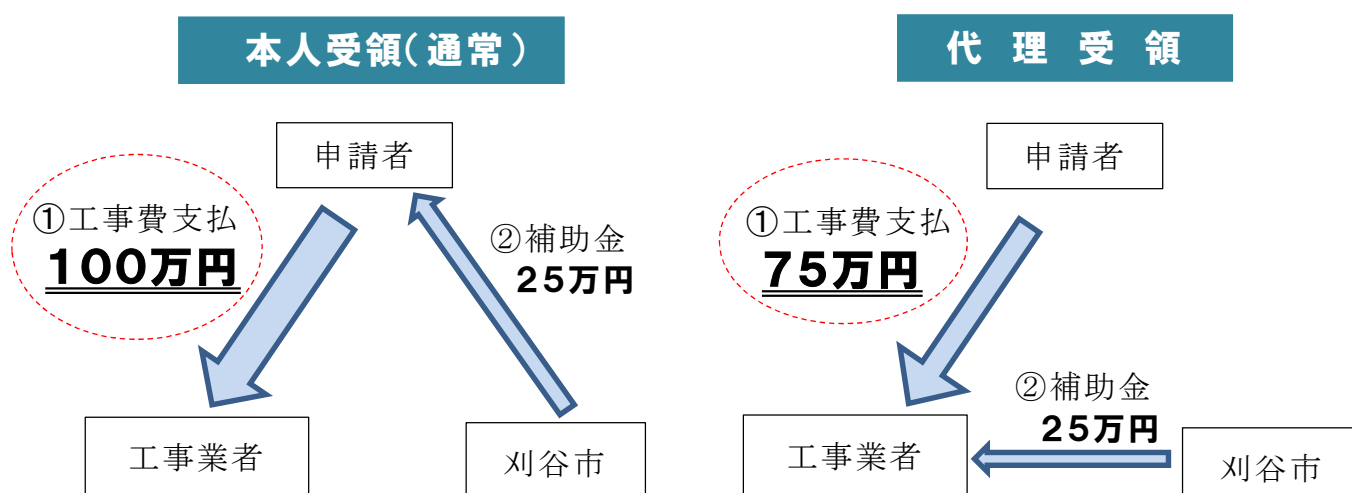 本人受領(通常)
申請者
①工事費支払
100万円
②補助金
25万円
工事業者
刈谷市
代理受領
申請者
①工事費支払
75万円
②補助金
25万円
工事業者
刈谷市